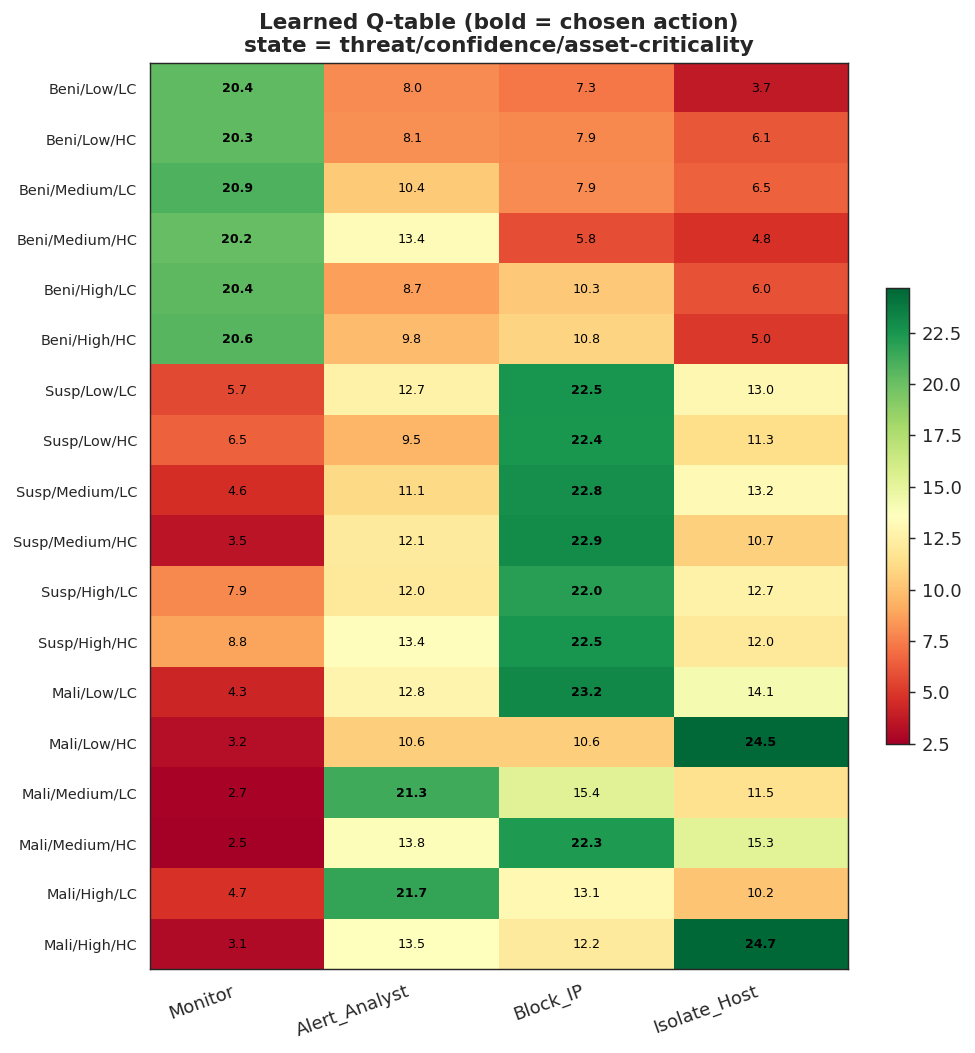 Learned Q-table (bold = chosen action)
state = threat/confidence/asset-criticality
Beni/Low/LC 20.4 8.0 7.3 3.7
Beni/Low/HC 20.3 8.1 7.9 6.1
Beni/Medium/LC 20.9 10.4 7.9 6.5
Beni/Medium/HC 20.2 13.4 5.8 4.8
Beni/High/LC 20.4 8.7 10.3 6.0
Beni/High/HC 20.6 9.8 10.8 5.0
Susp/Low/LC 5.7 12.7 22.5 13.0
Susp/Low/HC 6.5 9.5 22.4 11.3
Susp/Medium/LC 4.6 11.1 22.8 13.2
Susp/Medium/HC 3.5 12.1 22.9 10.7
Susp/High/LC 7.9 12.0 22.0 12.7
Susp/High/HC 8.8 13.4 22.5 12.0
Mali/Low/LC 4.3 12.8 23.2 14.1
Mali/Low/HC 3.2 10.6 10.6 24.5
Mali/Medium/LC 2.7 21.3 15.4 11.5
Mali/Medium/HC 2.5 13.8 22.3 15.3
Mali/High/LC 4.7 21.7 13.1 10.2
Mali/High/HC 3.1 13.5 12.2 24.7
Monitor Alert_Analyst Block_IP Isolate_Host
22.5
20.0
17.5
15.0
12.5
10.0
7.5
5.0
2.5